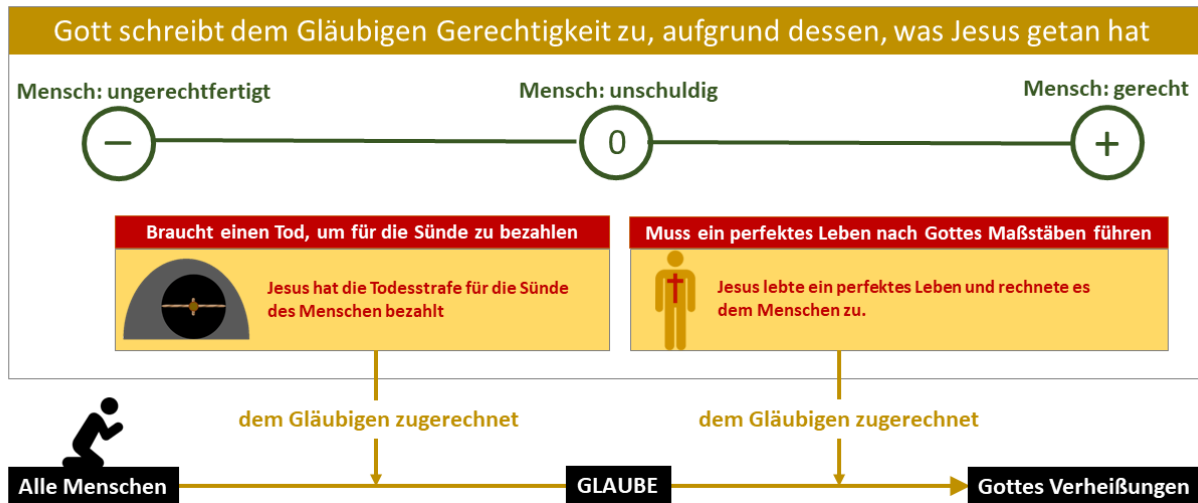 Gott schreibt dem Gläubigen Gerechtigkeit zu, aufgrund dessen, was Jesus getan hat
Mensch: ungerechtfertigt
Mensch: unschuldig
Mensch: gerecht
−
0
+
Braucht einen Tod, um für die Sünde zu bezahlen
Jesus hat die Todesstrafe für die Sünde
des Menschen bezahlt
Muss ein perfektes Leben nach Gottes Maßstäben führen
Jesus lebte ein perfektes Leben und rechnete es
dem Menschen zu.
dem Gläubigen zugerechnet
dem Gläubigen zugerechnet
Alle Menschen
GLAUBE
Gottes Verheißungen